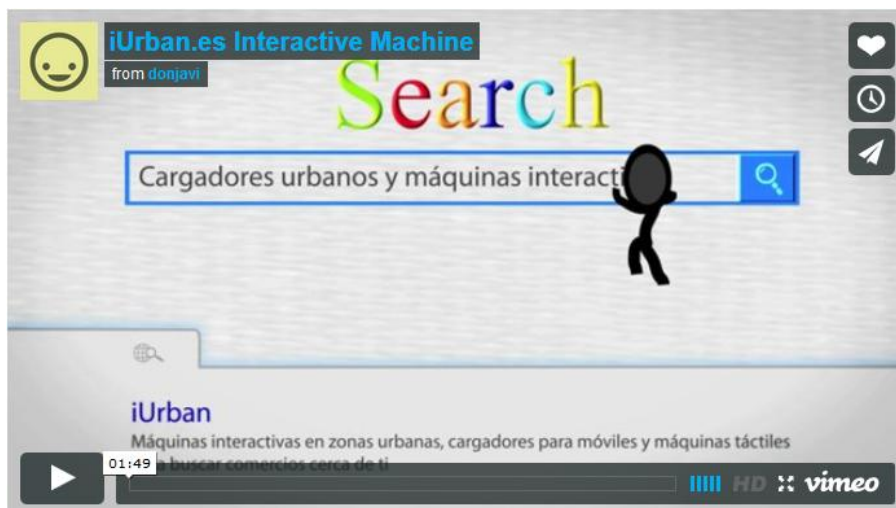 iUrban.es Interactive Machine
from donjavi
Search
Cargadores urbanos y máquinas interacti
iUrban
Máquinas interactivas en zonas urbanas, cargadores para móviles y máquinas táctiles
buscar comercios cerca de ti
01:49
HD vimeo